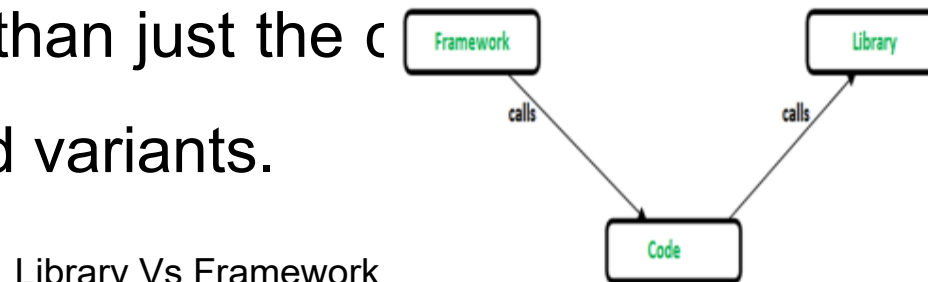 than just the
Framework
Library
calls
calls
variants.
Code
Library Vs Framework